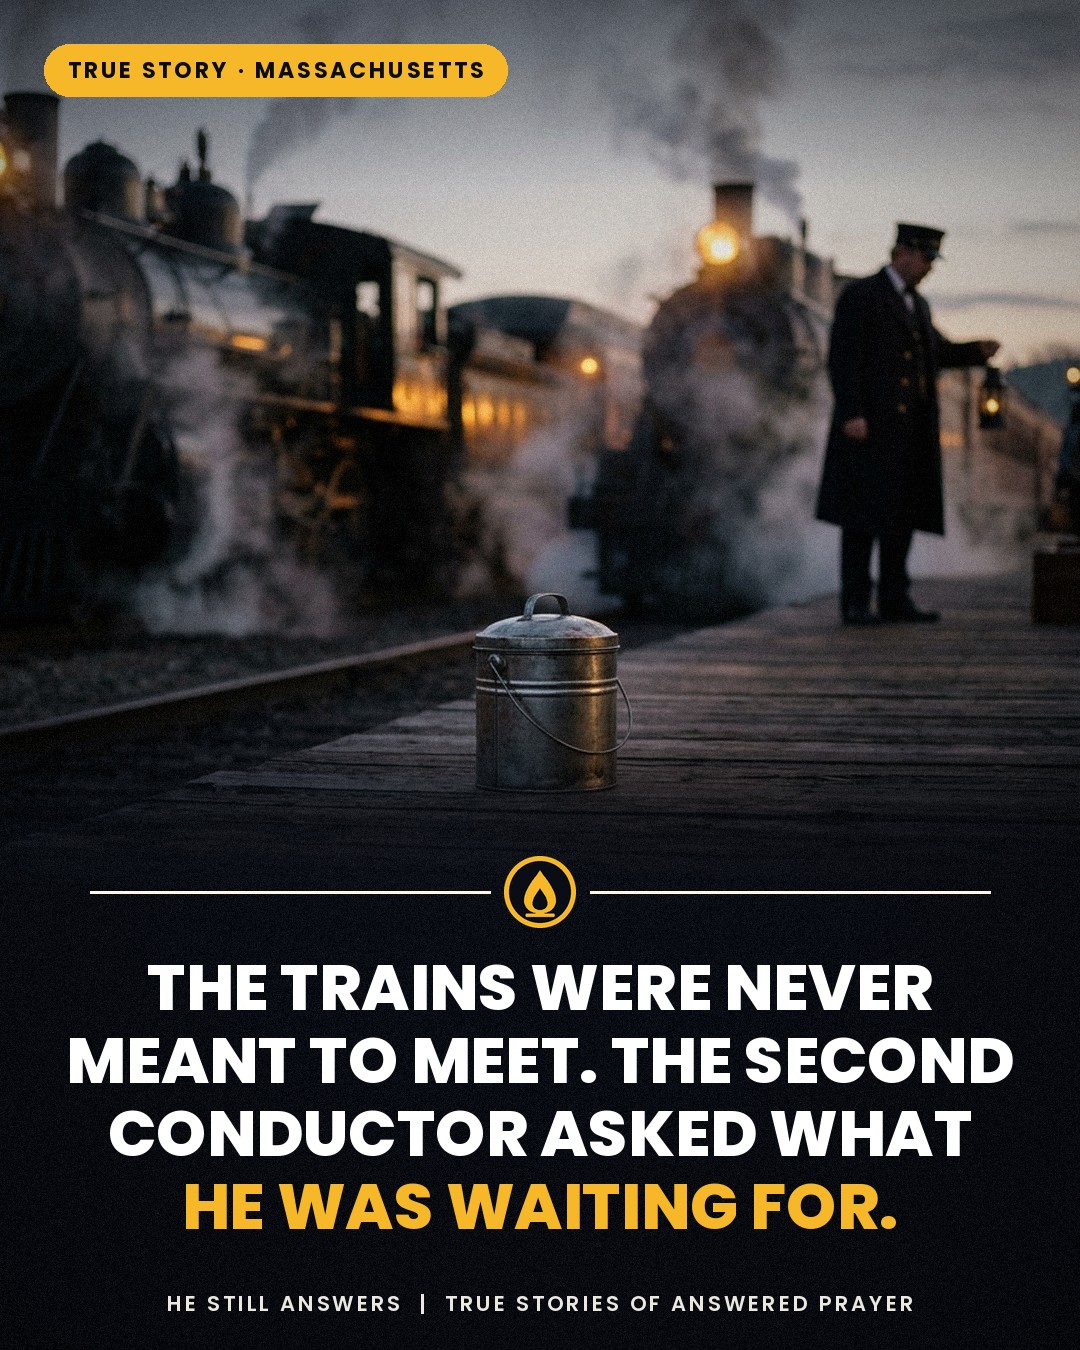 TRUE STORY · MASSACHUSETTS
THE TRAINS WERE NEVER
MEANT TO MEET. THE SECOND
CONDUCTOR ASKED WHAT
HE WAS WAITING FOR.
HE STILL ANSWERS | TRUE STORIES OF ANSWERED PRAYER